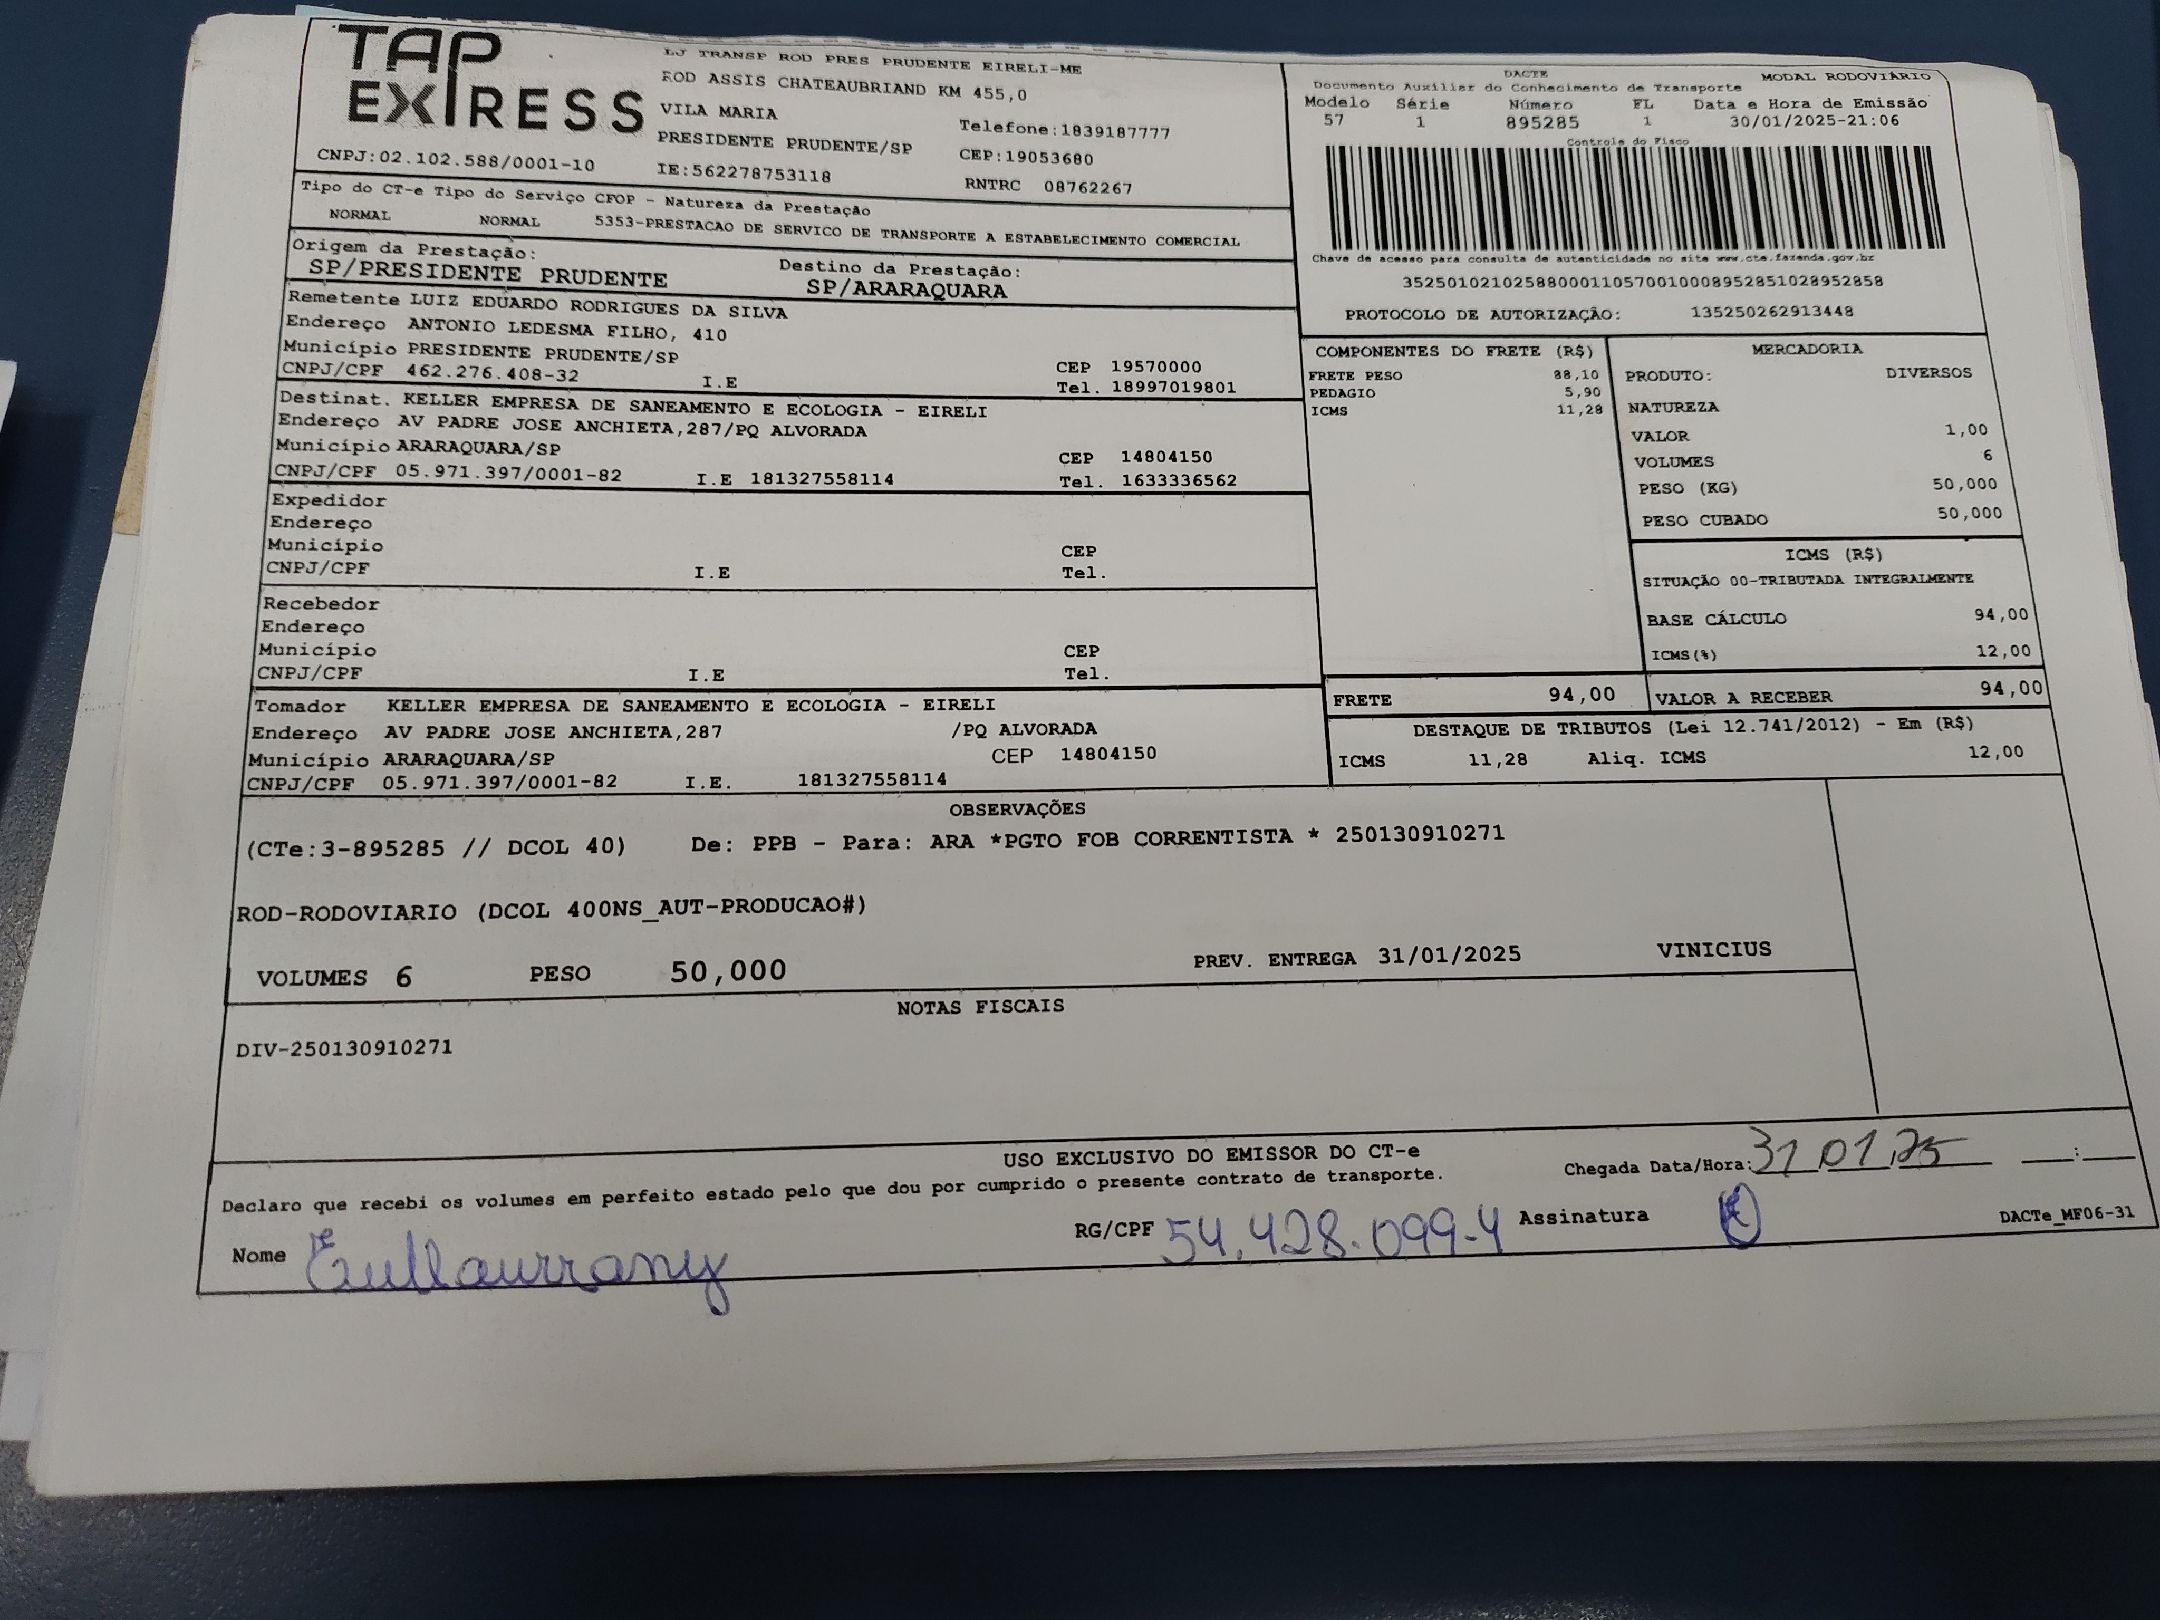 TAP
EXPRESS
LJ TRANSP ROD PRES PRUDENTE EIRELI-ME
ROD ASSIS CHATEAUBRIAND KM 455,0
VILA MARIA
Telefone:1839187777
PRESIDENTE PRUDENTE/SP
CEP:19053680
CNPJ:02.102.588/0001-10
IE:562278753118
RNTRC 08762267
DACTE
MODAL RODOVIÁRIO
Documento Auxiliar do Conhecimento de Transporte
Modelo Série Número FL Data e Hora de Emissão
57 1 895285 1 30/01/2025-21:06
Controle do Fisco
Chave de acesso para consulta de autenticidade no site www.cte.fazenda.gov.br
35250102102588000110570010008952851028952858
PROTOCOLO DE AUTORIZAÇÃO: 135250262913448
Tipo do CT-e Tipo do Serviço CFOP - Natureza da Prestação
NORMAL NORMAL 5353-PRESTACAO DE SERVICO DE TRANSPORTE A ESTABELECIMENTO COMERCIAL
Origem da Prestação: Destino da Prestação:
SP/PRESIDENTE PRUDENTE SP/ARARAQUARA
Remetente LUIZ EDUARDO RODRIGUES DA SILVA
Endereço ANTONIO LEDESMA FILHO, 410
Município PRESIDENTE PRUDENTE/SP CEP 19570000
CNPJ/CPF 462.276.408-32 I.E Tel. 18997019801
Destinat. KELLER EMPRESA DE SANEAMENTO E ECOLOGIA - EIRELI
Endereço AV PADRE JOSE ANCHIETA,287/PQ ALVORADA
Município ARARAQUARA/SP CEP 14804150
CNPJ/CPF 05.971.397/0001-82 I.E 181327558114 Tel. 1633336562
Expedidor
Endereço
Município CEP
CNPJ/CPF I.E Tel.
Recebedor
Endereço
Município CEP
CNPJ/CPF I.E Tel.
Tomador KELLER EMPRESA DE SANEAMENTO E ECOLOGIA - EIRELI
Endereço AV PADRE JOSE ANCHIETA,287 /PQ ALVORADA
Município ARARAQUARA/SP CEP 14804150
CNPJ/CPF 05.971.397/0001-82 I.E. 181327558114
COMPONENTES DO FRETE (R$)
FRETE PESO 88,10
PEDAGIO 5,90
ICMS 11,28
MERCADORIA
PRODUTO: DIVERSOS
NATUREZA
VALOR 1,00
VOLUMES 6
PESO (KG) 50,000
PESO CUBADO 50,000
ICMS (R$)
SITUAÇÃO 00-TRIBUTADA INTEGRALMENTE
BASE CÁLCULO 94,00
ICMS(%) 12,00
FRETE 94,00 VALOR A RECEBER 94,00
DESTAQUE DE TRIBUTOS (Lei 12.741/2012) - Em (R$)
ICMS 11,28 Aliq. ICMS 12,00
OBSERVAÇÕES
(CTe:3-895285 // DCOL 40) De: PPB - Para: ARA *PGTO FOB CORRENTISTA * 250130910271
ROD-RODOVIARIO (DCOL 400NS_AUT-PRODUCAO#)
VOLUMES 6 PESO 50,000 PREV. ENTREGA 31/01/2025 VINICIUS
NOTAS FISCAIS
DIV-250130910271
USO EXCLUSIVO DO EMISSOR DO CT-e
Declaro que recebi os volumes em perfeito estado pelo que dou por cumprido o presente contrato de transporte.
Chegada Data/Hora: 31 01 25 :
Nome RG/CPF 54.428.099-4 Assinatura
DACTe_MF06-31